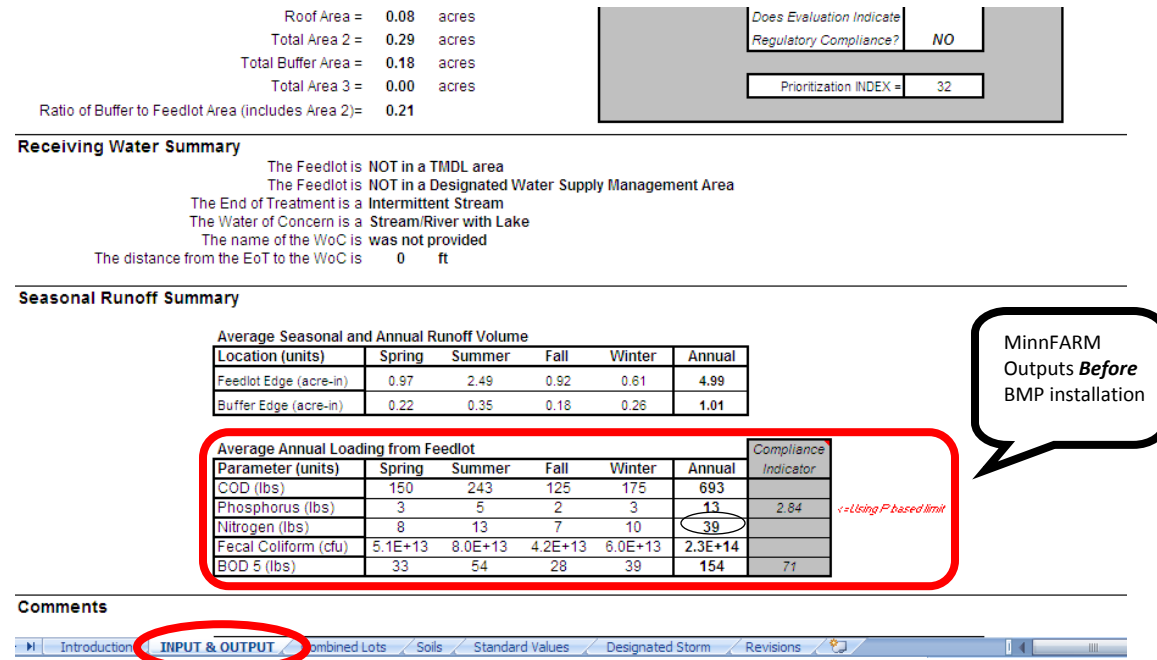 Roof Area = 0.08 acres Does Evaluation Indicate
Total Area 2 = 0.29 acres Regulatory Compliance? NO
Total Buffer Area = 0.18 acres
Total Area 3 = 0.00 acres Prioritization INDEX = 32
Ratio of Buffer to Feedlot Area (includes Area 2)= 0.21
Receiving Water Summary
The Feedlot is NOT in a TMDL area
The Feedlot is NOT in a Designated Water Supply Management Area
The End of Treatment is a Intermittent Stream
The Water of Concern is a Stream/River with Lake
The name of the WoC is was not provided
The distance from the EoT to the WoC is 0 ft
Seasonal Runoff Summary
Average Seasonal and Annual Runoff Volume
Location (units) Spring Summer Fall Winter Annual
Feedlot Edge (acre-in) 0.97 2.49 0.92 0.61 4.99
Buffer Edge (acre-in) 0.22 0.35 0.18 0.26 1.01
MinnFARM
Outputs Before
BMP installation
Average Annual Loading from Feedlot Compliance
Parameter (units) Spring Summer Fall Winter Annual Indicator
COD (lbs) 150 243 125 175 693
Phosphorus (lbs) 3 5 2 3 13 2.84 <=Using P based limit
Nitrogen (lbs) 8 13 7 10 39
Fecal Coliform (cfu) 5.1E+13 8.0E+13 4.2E+13 6.0E+13 2.3E+14
BOD 5 (lbs) 33 54 28 39 154 71
Comments
Introduction INPUT & OUTPUT ombined Lots Soils Standard Values Designated Storm Revisions